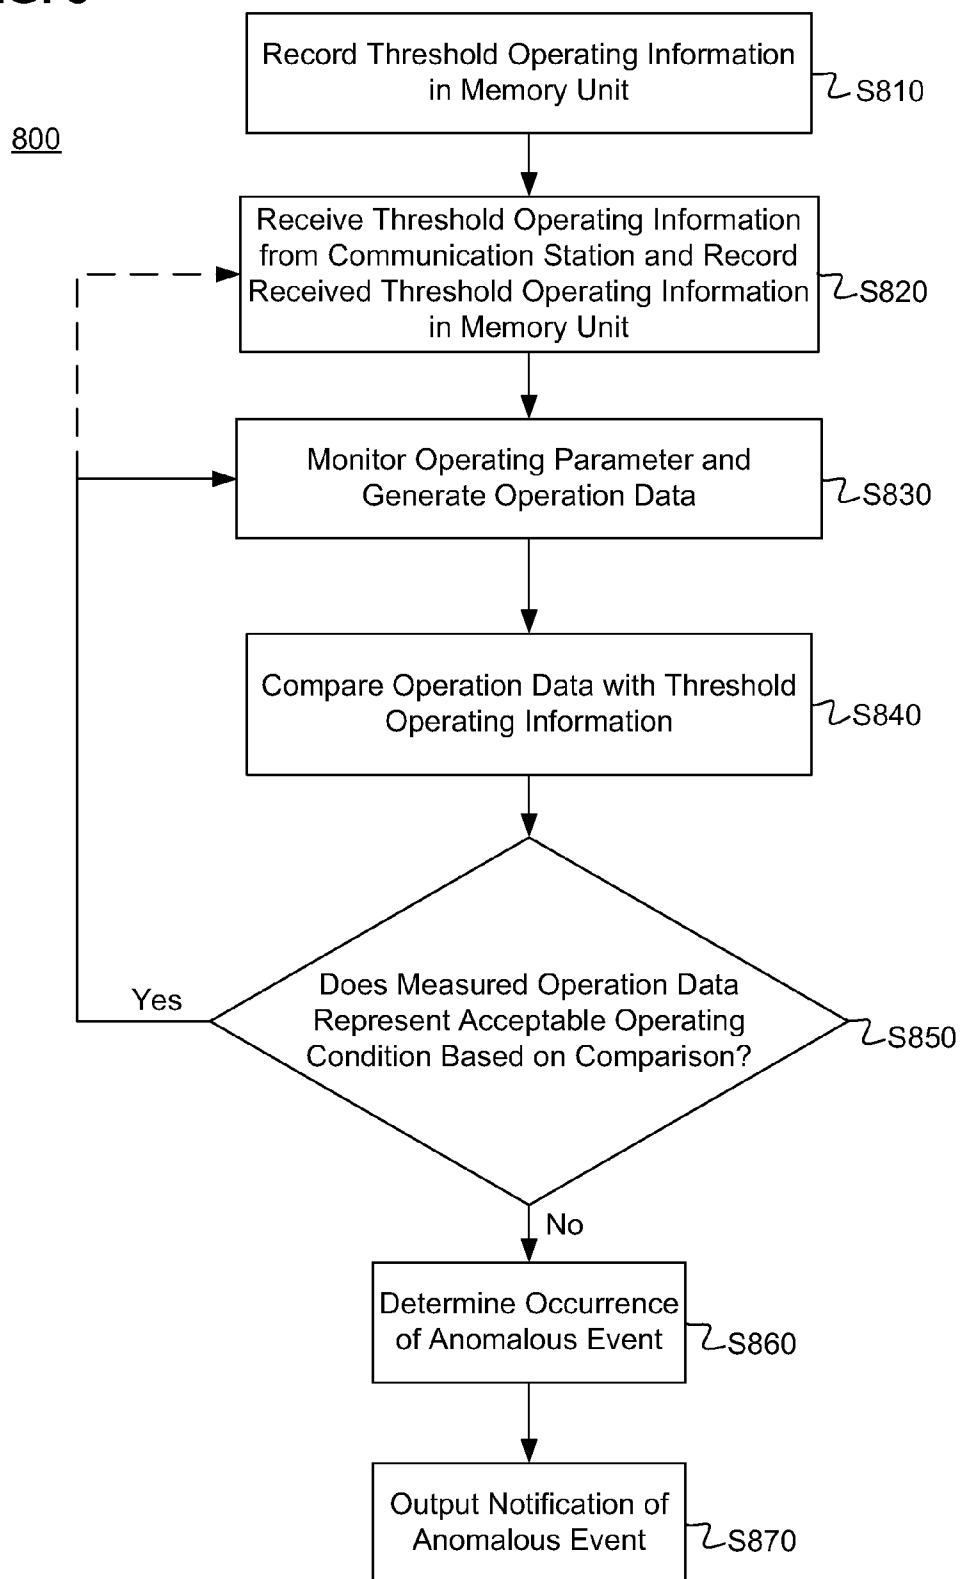 Record Threshold Operating Information
in Memory Unit
S810
800
Receive Threshold Operating Information
from Communication Station and Record
Received Threshold Operating Information
in Memory Unit
S820
Monitor Operating Parameter and
Generate Operation Data
S830
Compare Operation Data with Threshold
Operating Information
S840
Does Measured Operation Data
Represent Acceptable Operating
Condition Based on Comparison?
Yes
S850
No
Determine Occurrence
of Anomalous Event
S860
Output Notification of
Anomalous Event
S870